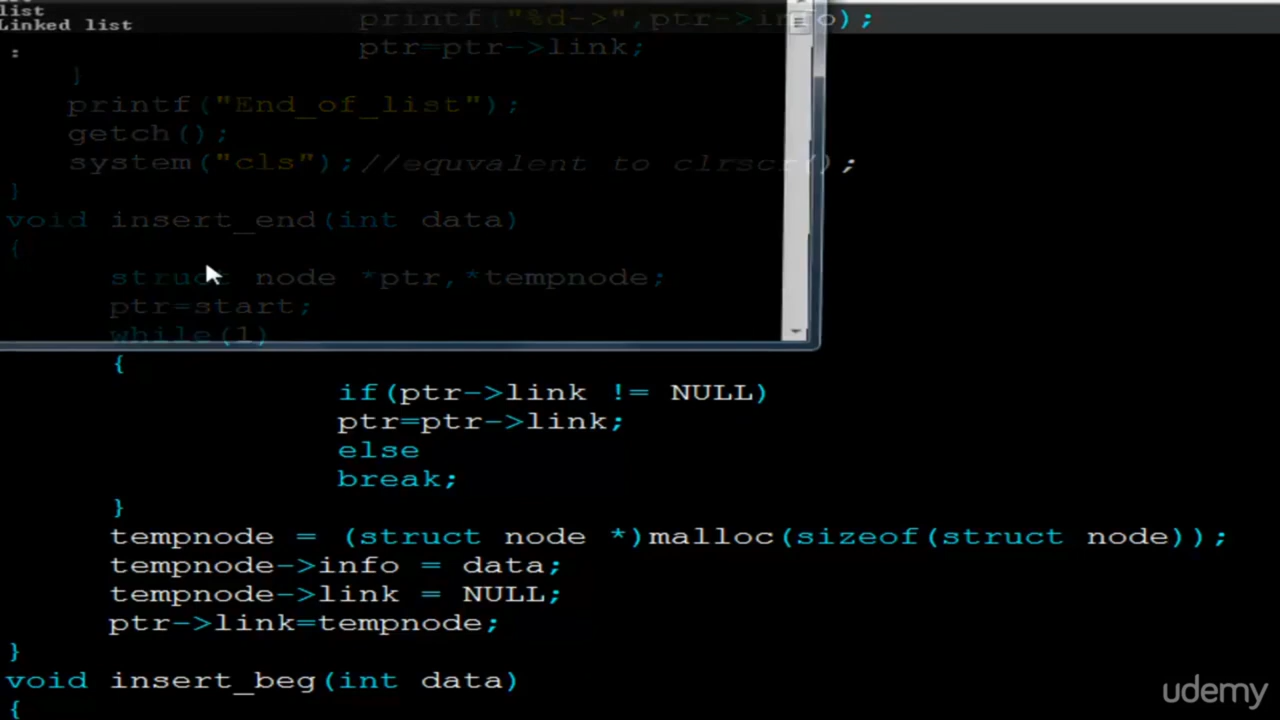 list
Linked list
:
printf("%d->",ptr->info);
ptr=ptr->link;
}
printf("End_of_list");
getch();
system("cls");//equvalent to clrscr();
}
void insert_end(int data)
{
struct node *ptr,*tempnode;
ptr=start;
while(1)
{
if(ptr->link != NULL)
ptr=ptr->link;
else
break;
}
tempnode = (struct node *)malloc(sizeof(struct node));
tempnode->info = data;
tempnode->link = NULL;
ptr->link=tempnode;
}
void insert_beg(int data)
{
udemy